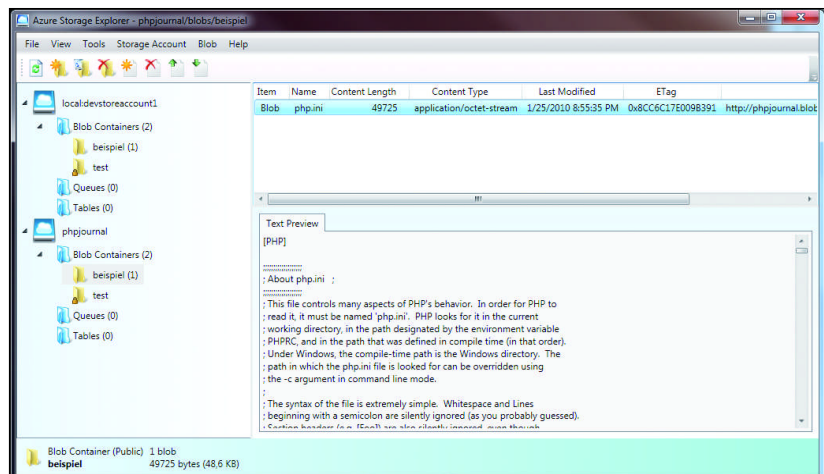 Azure Storage Explorer - phpjournal/blobs/beispiel
File View Tools Storage Account Blob Help
local:devstoreaccount1
Blob Containers (2)
beispiel (1)
test
Queues (0)
Tables (0)
phpjournal
Blob Containers (2)
beispiel (1)
test
Queues (0)
Tables (0)
Item Name Content Length Content Type Last Modified ETag
Blob php.ini 49725 application/octet-stream 1/25/2010 8:55:35 PM 0x8CC6C17E009B391 http://phpjournal.blob
Text Preview
[PHP]
;;;;;;;;;;;;;;;;;;;
; About php.ini ;
;;;;;;;;;;;;;;;;;;;
; This file controls many aspects of PHP's behavior. In order for PHP to
; read it, it must be named 'php.ini'. PHP looks for it in the current
; working directory, in the path designated by the environment variable
; PHPRC, and in the path that was defined in compile time (in that order).
; Under Windows, the compile-time path is the Windows directory. The
; path in which the php.ini file is looked for can be overridden using
; the -c argument in command line mode.
;
; The syntax of the file is extremely simple. Whitespace and Lines
; beginning with a semicolon are silently ignored (as you probably guessed).
; Section headers (e.g. [Foo]) are also silently ignored, even though
Blob Container (Public) 1 blob
beispiel 49725 bytes (48,6 KB)